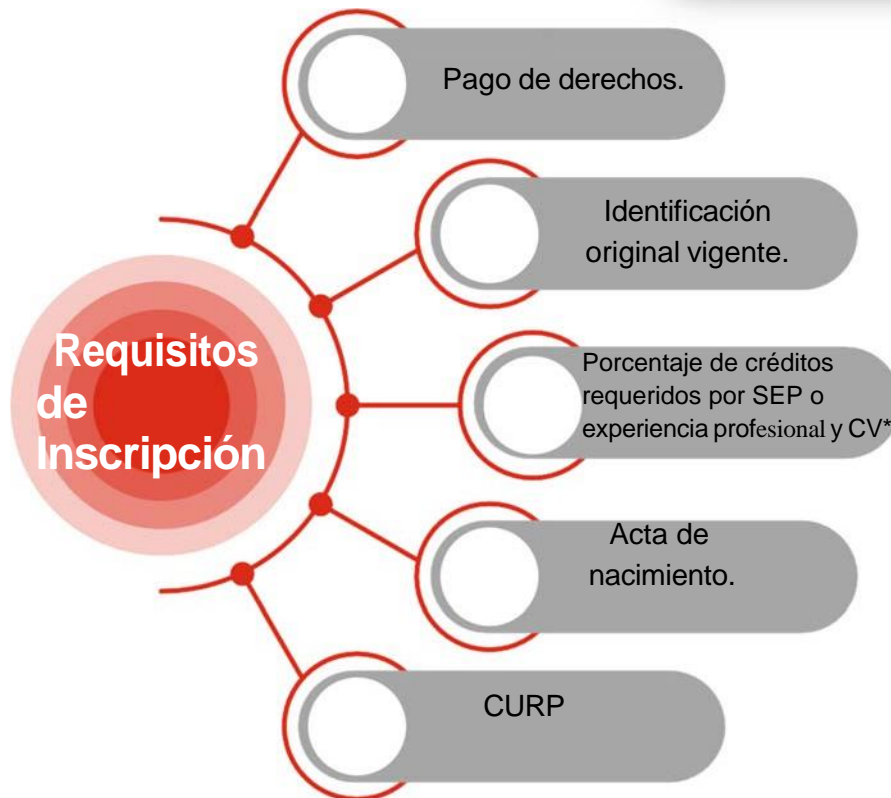 Pago de derechos.
Identificación
original vigente.
Requisitos
de
Inscripción
Porcentaje de créditos
requeridos por SEP o
experiencia profesional y CV*
Acta de
nacimiento.
CURP